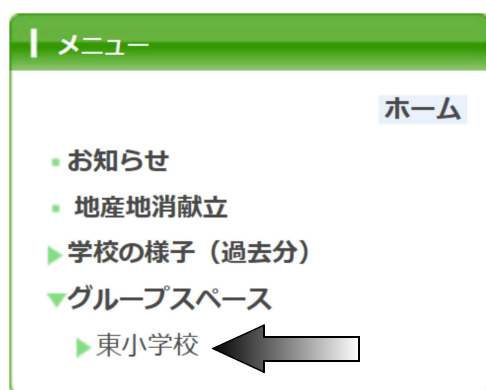 メニュー
ホーム
お知らせ
地産地消献立
学校の様子（過去分）
グループスペース
東小学校